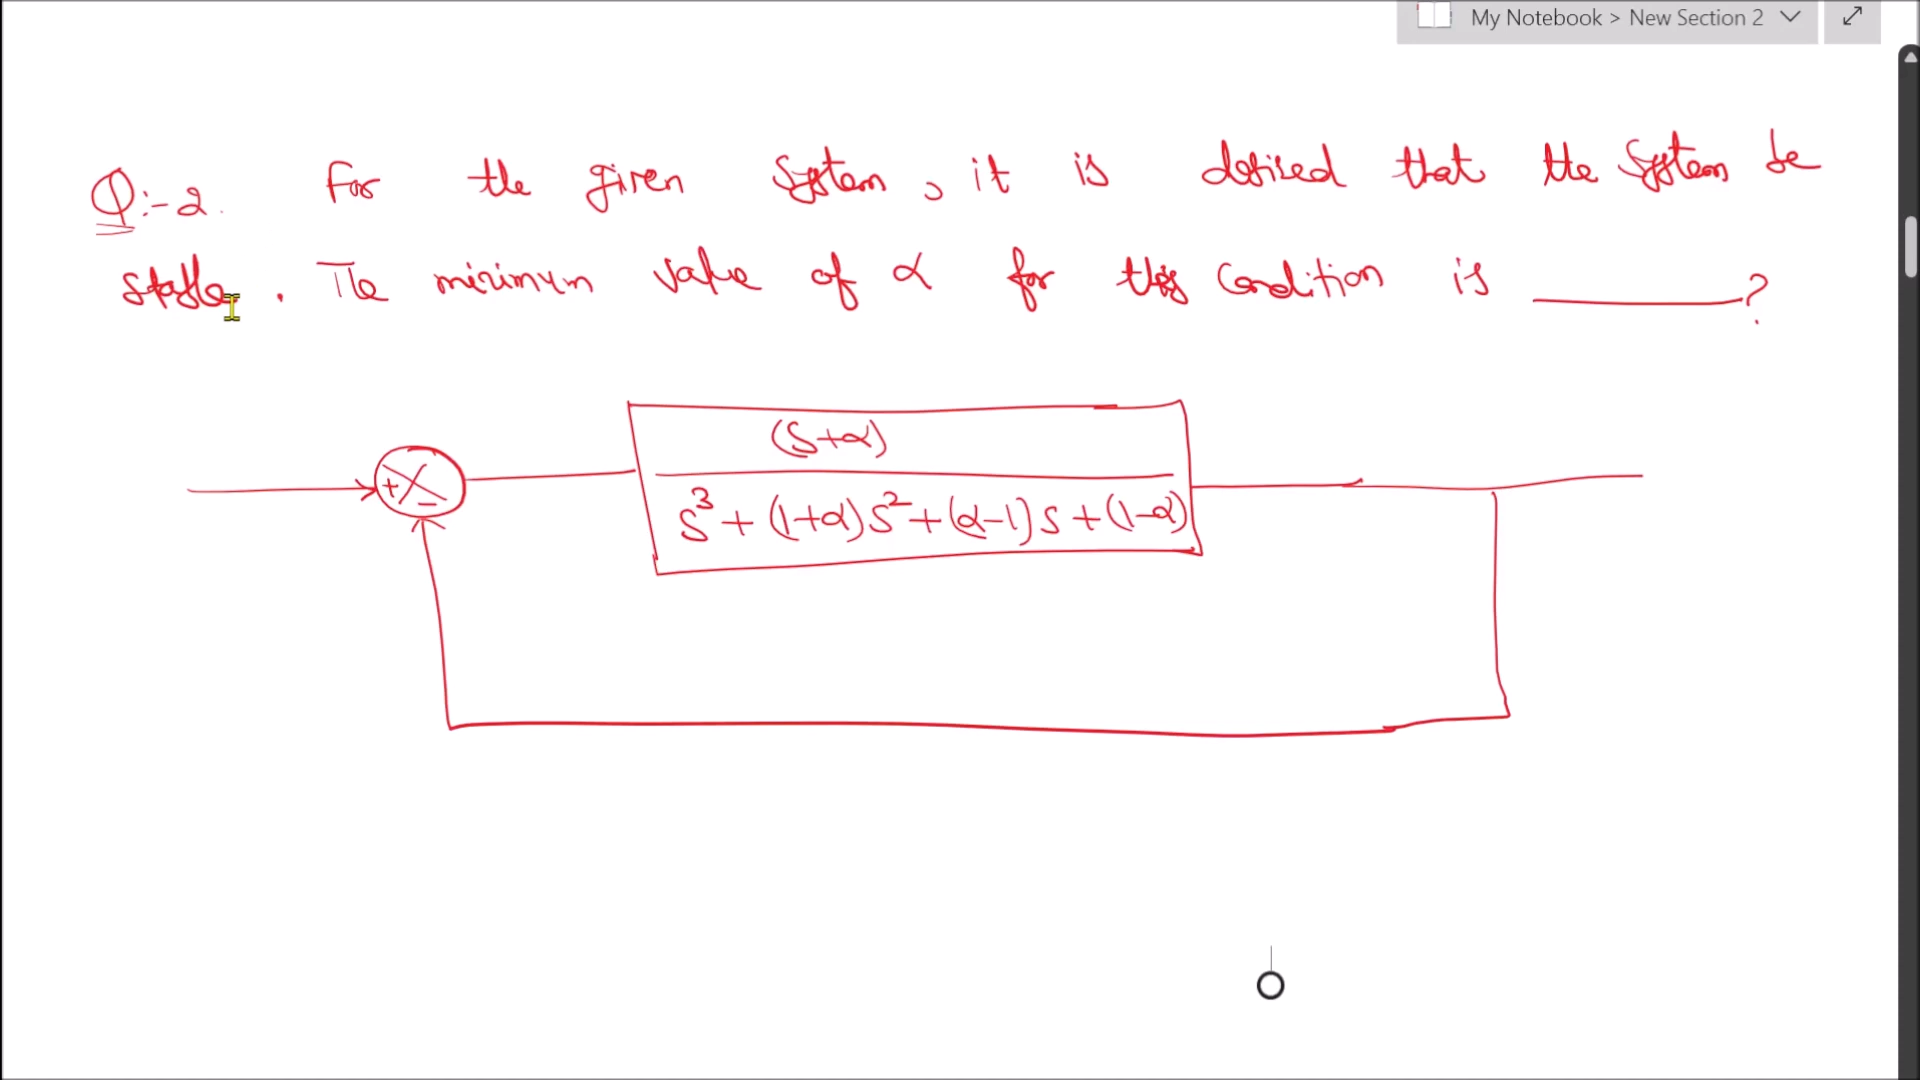 My Notebook > New Section 2
Q:-2. For the given System, it is desired that the System be
stable. The minimum value of α for this Condition is ________?
(S+α)
S³ + (1+α)S² + (α-1)S + (1-α)
+ -